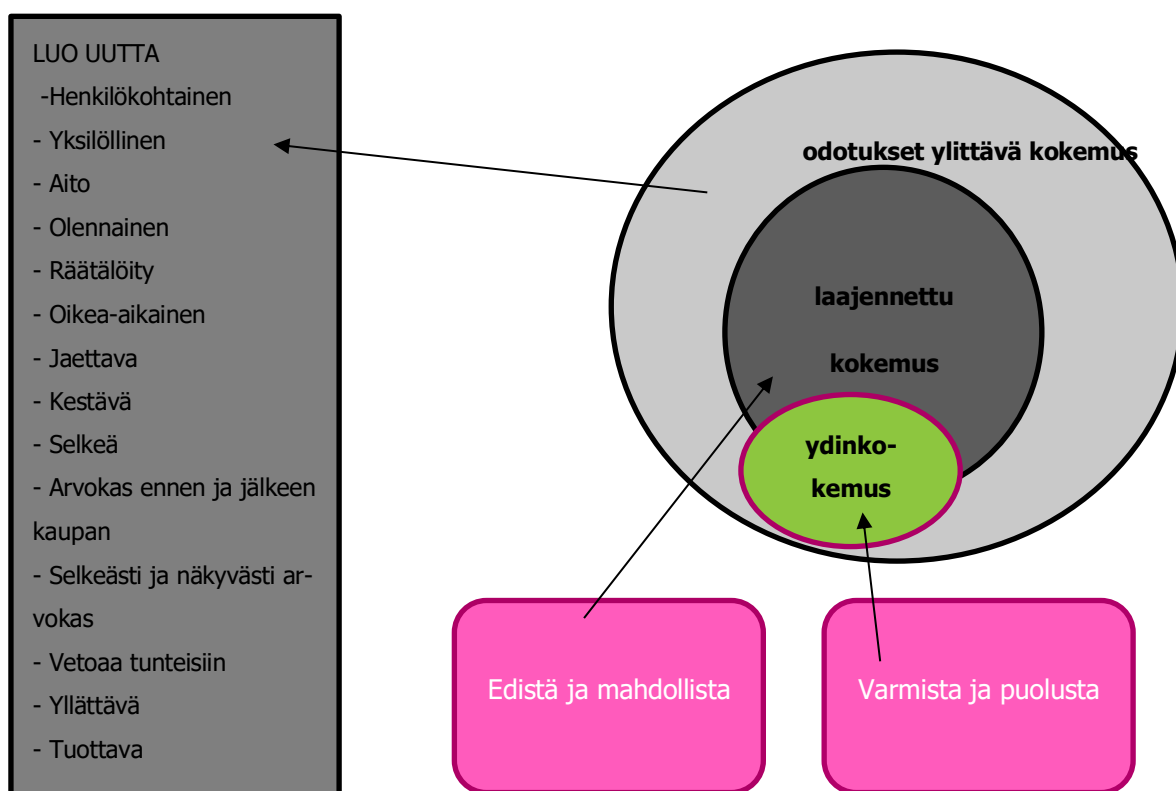 LUO UUTTA
-Henkilökohtainen
- Yksilöllinen
- Aito
- Olennainen
- Räätälöity
- Oikea-aikainen
- Jaettava
- Kestävä
- Selkeä
- Arvokas ennen ja jälkeen
kaupan
- Selkeästi ja näkyvästi ar-
vokas
- Vetoaa tunteisiin
- Yllättävä
- Tuottava
odotukset ylittävä kokemus
laajennettu
kokemus
ydinko-
kemus
Edistä ja mahdollista
Varmista ja puolusta